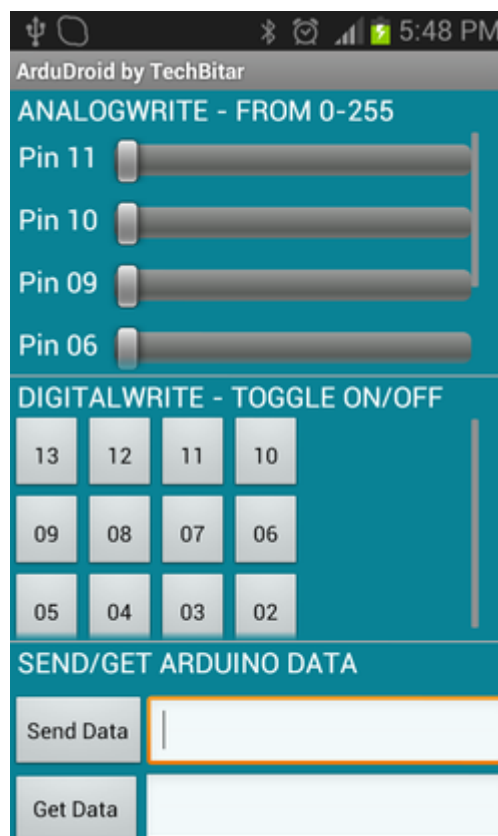 5:48 PM
ArduDroid by TechBitar
ANALOGWRITE - FROM 0-255
Pin 11
Pin 10
Pin 09
Pin 06
DIGITALWRITE - TOGGLE ON/OFF
13 12 11 10
09 08 07 06
05 04 03 02
SEND/GET ARDUINO DATA
Send Data
Get Data